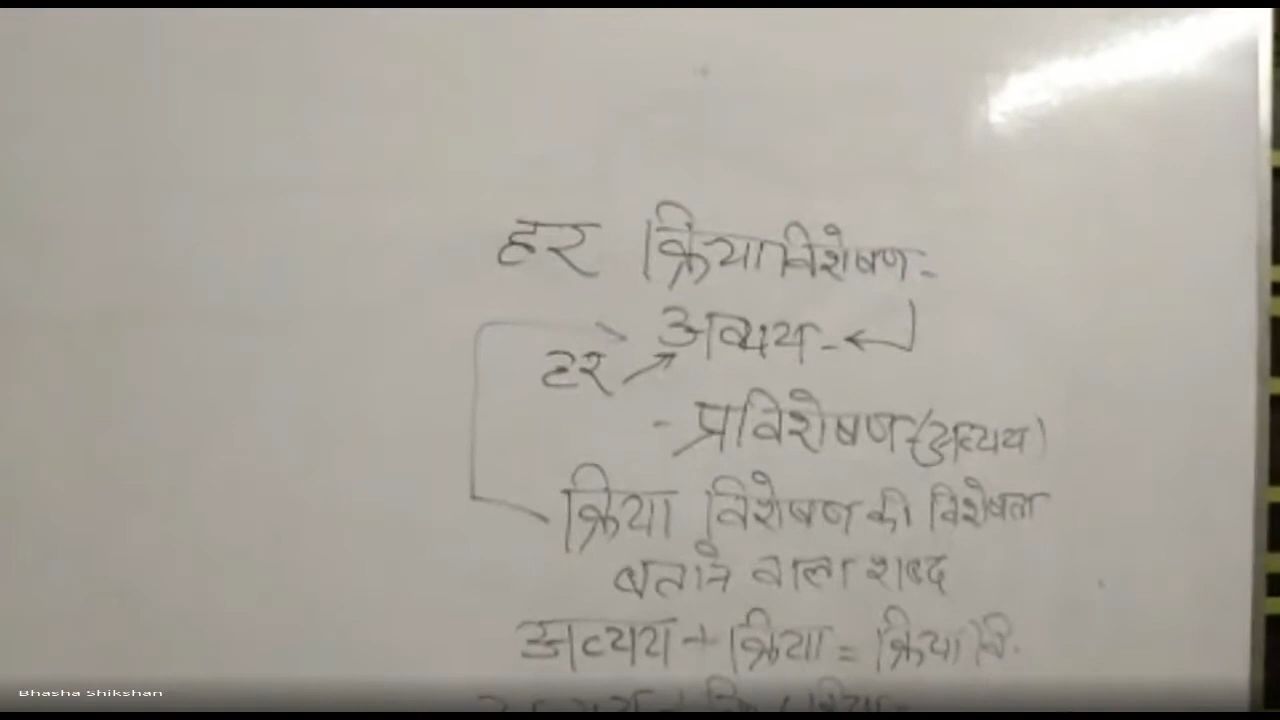 हर क्रियाविशेषण -
अव्यय -
हर
- प्रविशेषण (अव्यय)
क्रिया विशेषण की विशेषता
बताने वाला शब्द
अव्यय + क्रिया = क्रिया वि.
Bhasha Shikshan